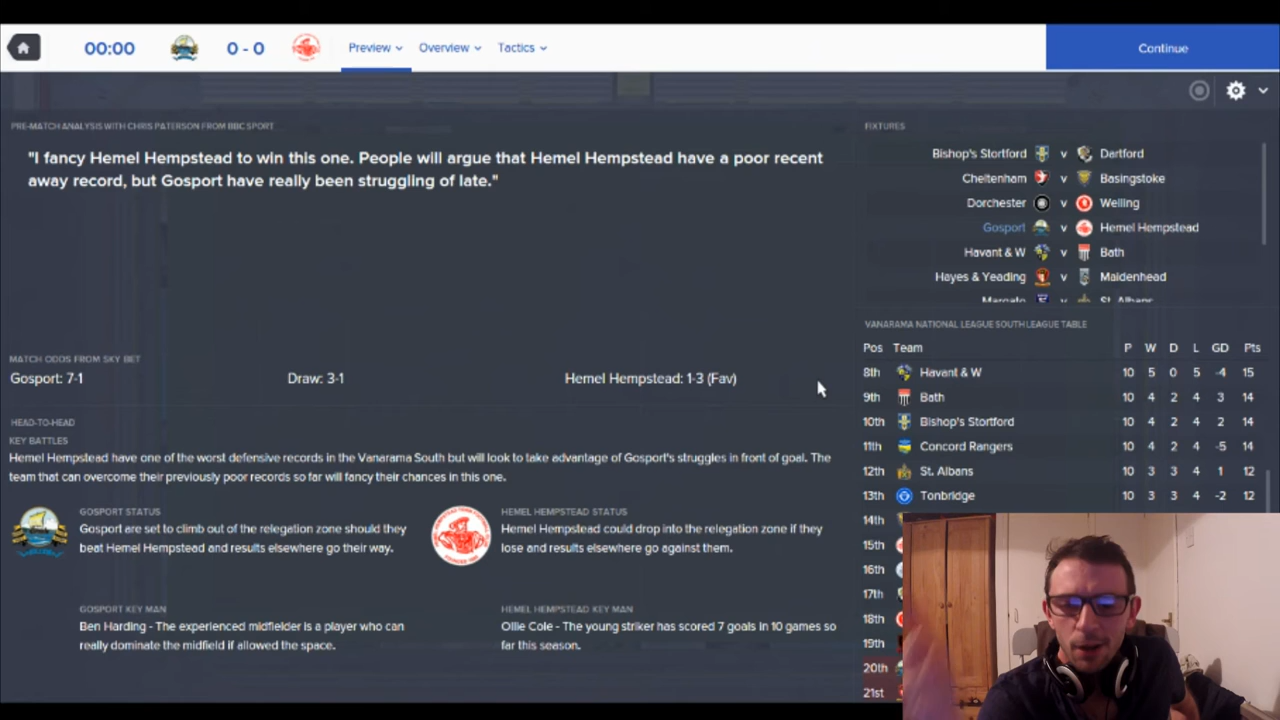 00:00
0 - 0
Preview
Overview
Tactics
Continue
PRE-MATCH ANALYSIS WITH CHRIS PATERSON FROM BBC SPORT
"I fancy Hemel Hempstead to win this one. People will argue that Hemel Hempstead have a poor recent
away record, but Gosport have really been struggling of late."
MATCH ODDS FROM SKY BET
Gosport: 7-1
Draw: 3-1
Hemel Hempstead: 1-3 (Fav)
HEAD-TO-HEAD
KEY BATTLES
Hemel Hempstead have one of the worst defensive records in the Vanarama South but will look to take advantage of Gosport's struggles in front of goal. The
team that can overcome their previously poor records so far will fancy their chances in this one.
GOSPORT STATUS
Gosport are set to climb out of the relegation zone should they
beat Hemel Hempstead and results elsewhere go their way.
HEMEL HEMPSTEAD STATUS
Hemel Hempstead could drop into the relegation zone if they
lose and results elsewhere go against them.
GOSPORT KEY MAN
Ben Harding - The experienced midfielder is a player who can
really dominate the midfield if allowed the space.
HEMEL HEMPSTEAD KEY MAN
Ollie Cole - The young striker has scored 7 goals in 10 games so
far this season.
FIXTURES
Bishop's Stortford v Dartford
Cheltenham v Basingstoke
Dorchester v Welling
Gosport v Hemel Hempstead
Havant & W v Bath
Hayes & Yeading v Maidenhead
Margate v St. Albans
VANARAMA NATIONAL LEAGUE SOUTH LEAGUE TABLE
Pos Team P W D L GD Pts
8th Havant & W 10 5 0 5 -4 15
9th Bath 10 4 2 4 3 14
10th Bishop's Stortford 10 4 2 4 2 14
11th Concord Rangers 10 4 2 4 -5 14
12th St. Albans 10 3 3 4 1 12
13th Tonbridge 10 3 3 4 -2 12
14th
15th
16th
17th
18th
19th
20th
21st